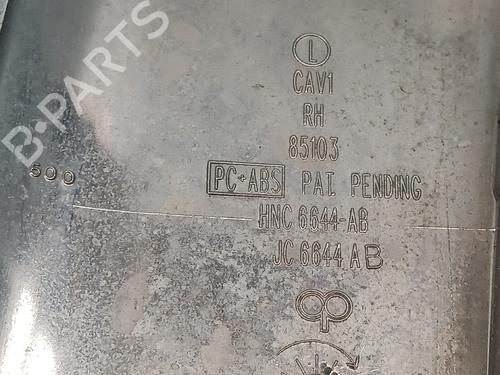 B-PARTS
L
CAV1
RH
85103
500
PC+ABS PAT. PENDING
HNC 6644-AB
JC 6644 AB